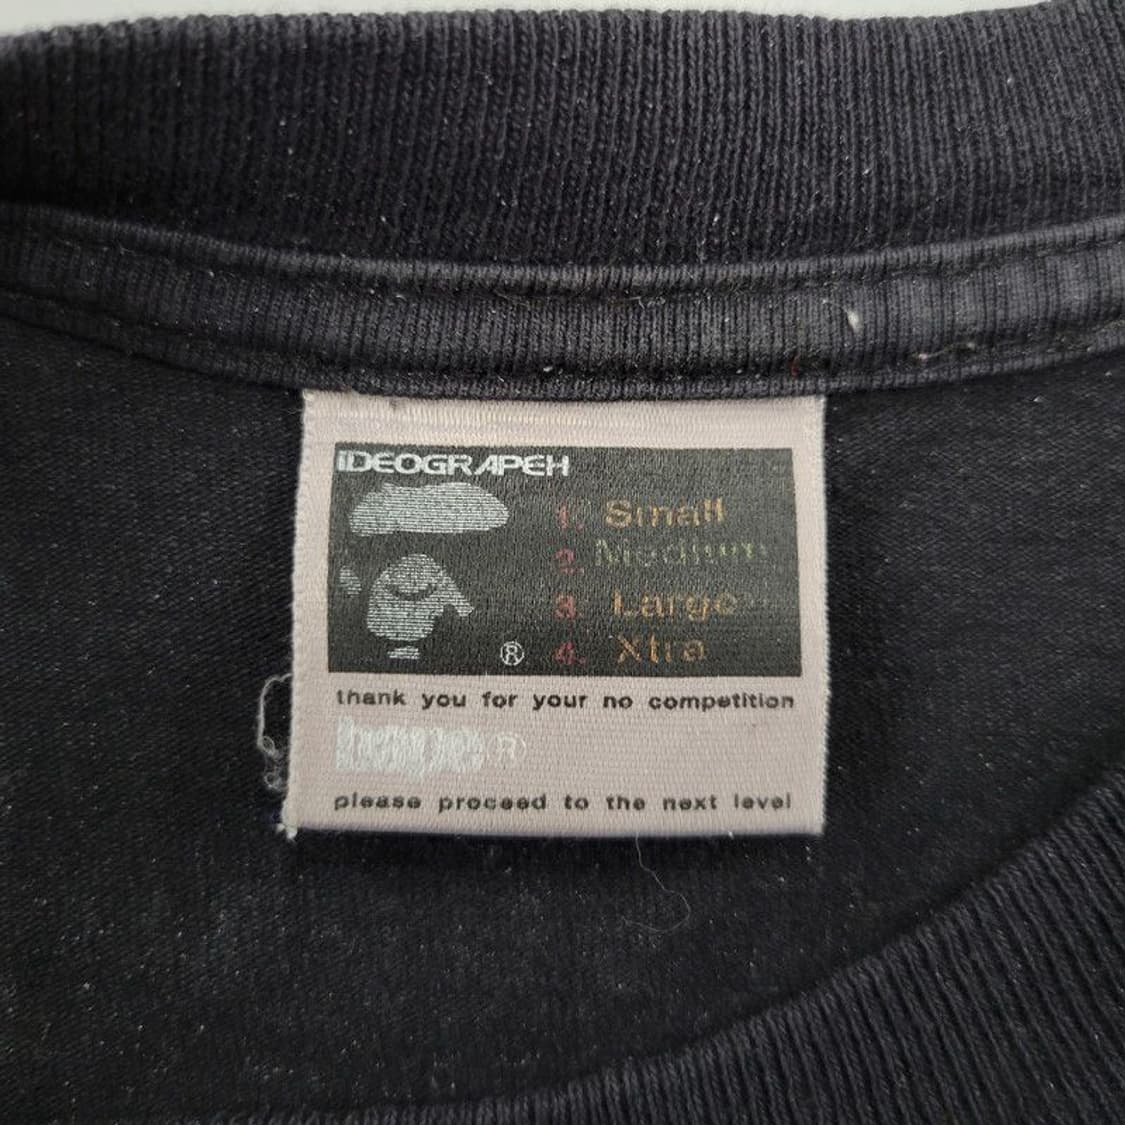 IDEOGRAPEH
1. Small
2. Medium
3. Large
4. Xtra
®
thank you for your no competition
bape®
please proceed to the next level